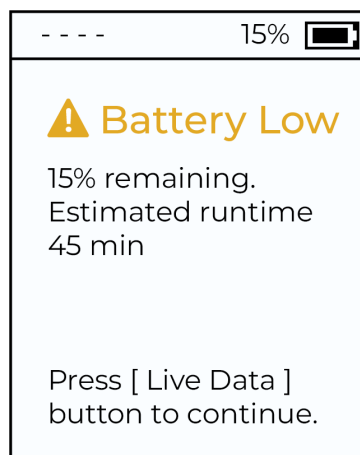 - - - - 15%
Battery Low
15% remaining.
Estimated runtime
45 min
Press [ Live Data ]
button to continue.